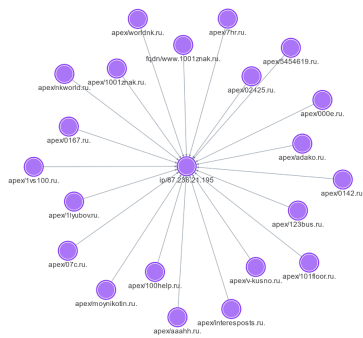 apex/worldnk.ru.
apex/7hr.ru.
fqdn/www.1001znak.ru.
apex/5454619.ru.
apex/1001znak.ru.
apex/nkworld.ru.
apex/02425.ru.
apex/000e.ru.
apex/0167.ru.
apex/adako.ru.
apex/1vs100.ru.
ip/87.236.21.195
apex/0142.ru.
apex/1lyubov.ru.
apex/123bus.ru.
apex/07c.ru.
apex/100help.ru.
apex/v-kusno.ru.
apex/101floor.ru.
apex/moynikotin.ru.
apex/aaahh.ru.
apex/interesposts.ru.